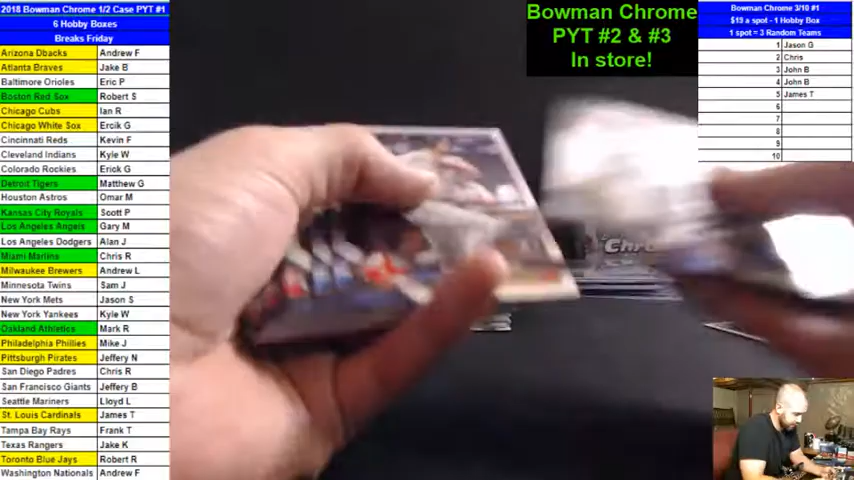 2018 Bowman Chrome 1/2 Case PYT #1
6 Hobby Boxes
Breaks Friday
Arizona Dbacks Andrew F
Atlanta Braves Jake B
Baltimore Orioles Eric P
Boston Red Sox Robert S
Chicago Cubs Ian R
Chicago White Sox Ercik G
Cincinnati Reds Kevin F
Cleveland Indians Kyle W
Colorado Rockies Erick G
Detroit Tigers Matthew G
Houston Astros Omar M
Kansas City Royals Scott P
Los Angeles Angels Gary M
Los Angeles Dodgers Alan J
Miami Marlins Chris R
Milwaukee Brewers Andrew L
Minnesota Twins Sam J
New York Mets Jason S
New York Yankees Kyle W
Oakland Athletics Mark R
Philadelphia Phillies Mike J
Pittsburgh Pirates Jeffery N
San Diego Padres Chris R
San Francisco Giants Jeffery B
Seattle Mariners Lloyd L
St. Louis Cardinals James T
Tampa Bay Rays Frank T
Texas Rangers Jake K
Toronto Blue Jays Robert R
Washington Nationals Andrew F
Bowman Chrome
PYT #2 & #3
In store!
Bowman Chrome 3/10 #1
$19 a spot - 1 Hobby Box
1 spot = 3 Random Teams
1 Jason G
2 Chris
3 John B
4 John B
5 James T
6
7
8
9
10